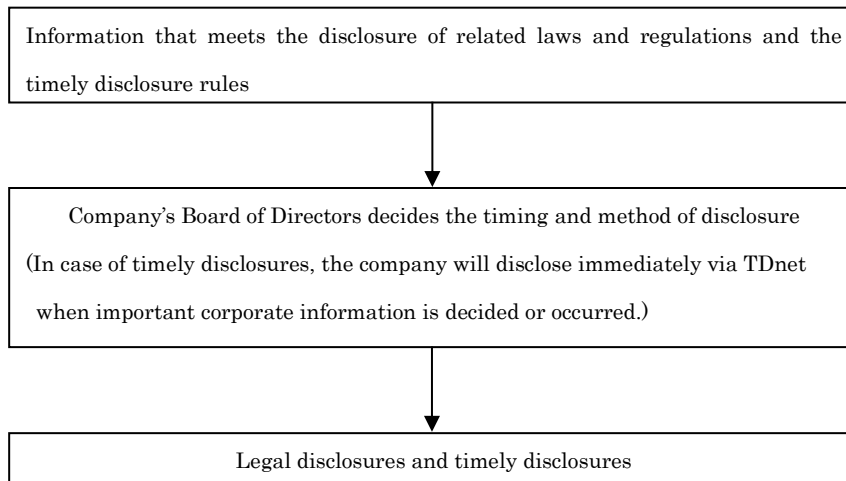 Information that meets the disclosure of related laws and regulations and the
timely disclosure rules
Company's Board of Directors decides the timing and method of disclosure
(In case of timely disclosures, the company will disclose immediately via TDnet
when important corporate information is decided or occurred.)
Legal disclosures and timely disclosures